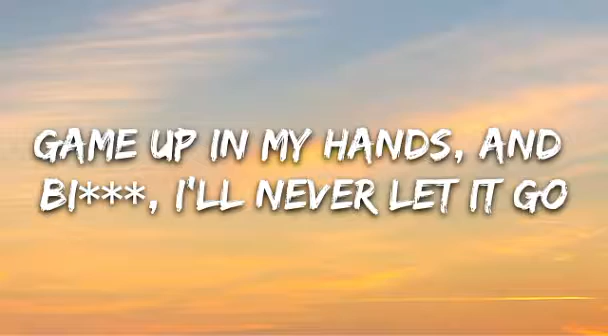 GAME UP IN MY HANDS, AND
BI***, I'LL NEVER LET IT GO